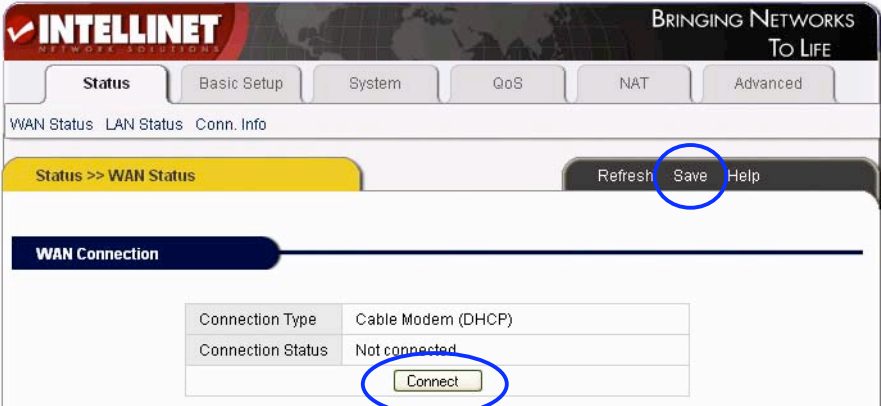 INTELLINET
NETWORK SOLUTIONS
BRINGING NETWORKS
TO LIFE
Status Basic Setup System QoS NAT Advanced
WAN Status LAN Status Conn. Info
Status >> WAN Status
Refresh Save Help
WAN Connection
Connection Type Cable Modem (DHCP)
Connection Status Not connected
Connect